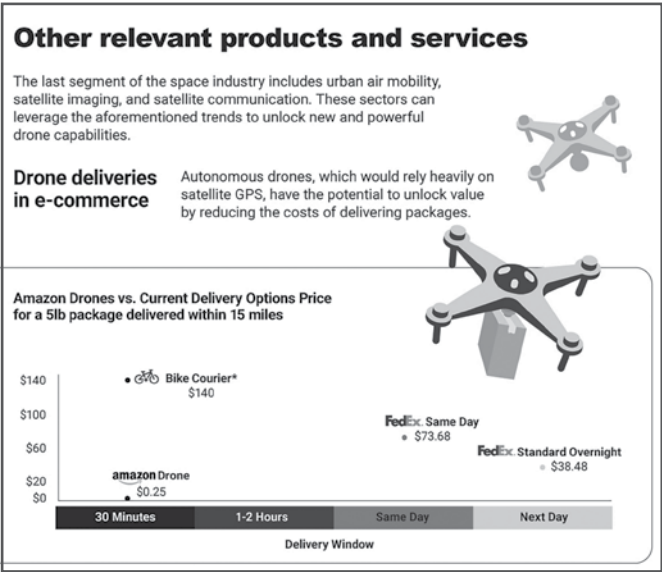 Other relevant products and services
The last segment of the space industry includes urban air mobility,
satellite imaging, and satellite communication. These sectors can
leverage the aforementioned trends to unlock new and powerful
drone capabilities.
Drone deliveries
in e-commerce
Autonomous drones, which would rely heavily on
satellite GPS, have the potential to unlock value
by reducing the costs of delivering packages.
Amazon Drones vs. Current Delivery Options Price
for a 5lb package delivered within 15 miles
$140
$100
$60
$20
$0
Bike Courier*
$140
FedEx. Same Day
$73.68
FedEx. Standard Overnight
$38.48
amazon Drone
$0.25
30 Minutes
1-2 Hours
Same Day
Next Day
Delivery Window